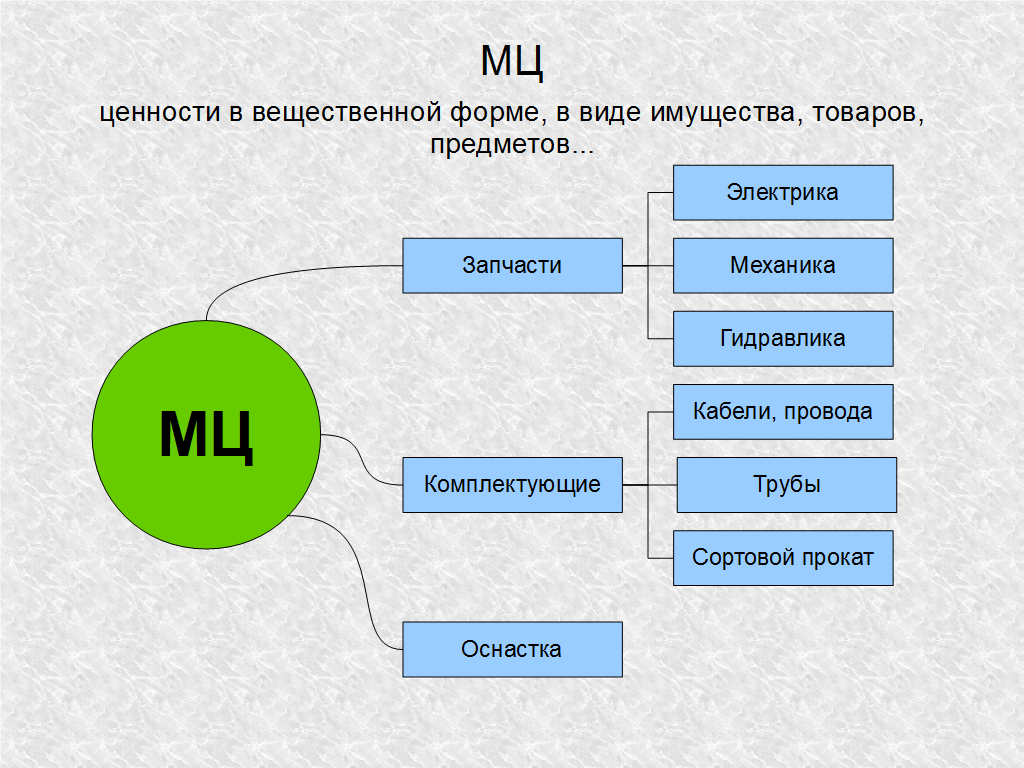 МЦ
ценности в вещественной форме, в виде имущества, товаров,
предметов...
Электрика
Запчасти
Механика
Гидравлика
МЦ
Кабели, провода
Комплектующие
Трубы
Сортовой прокат
Оснастка